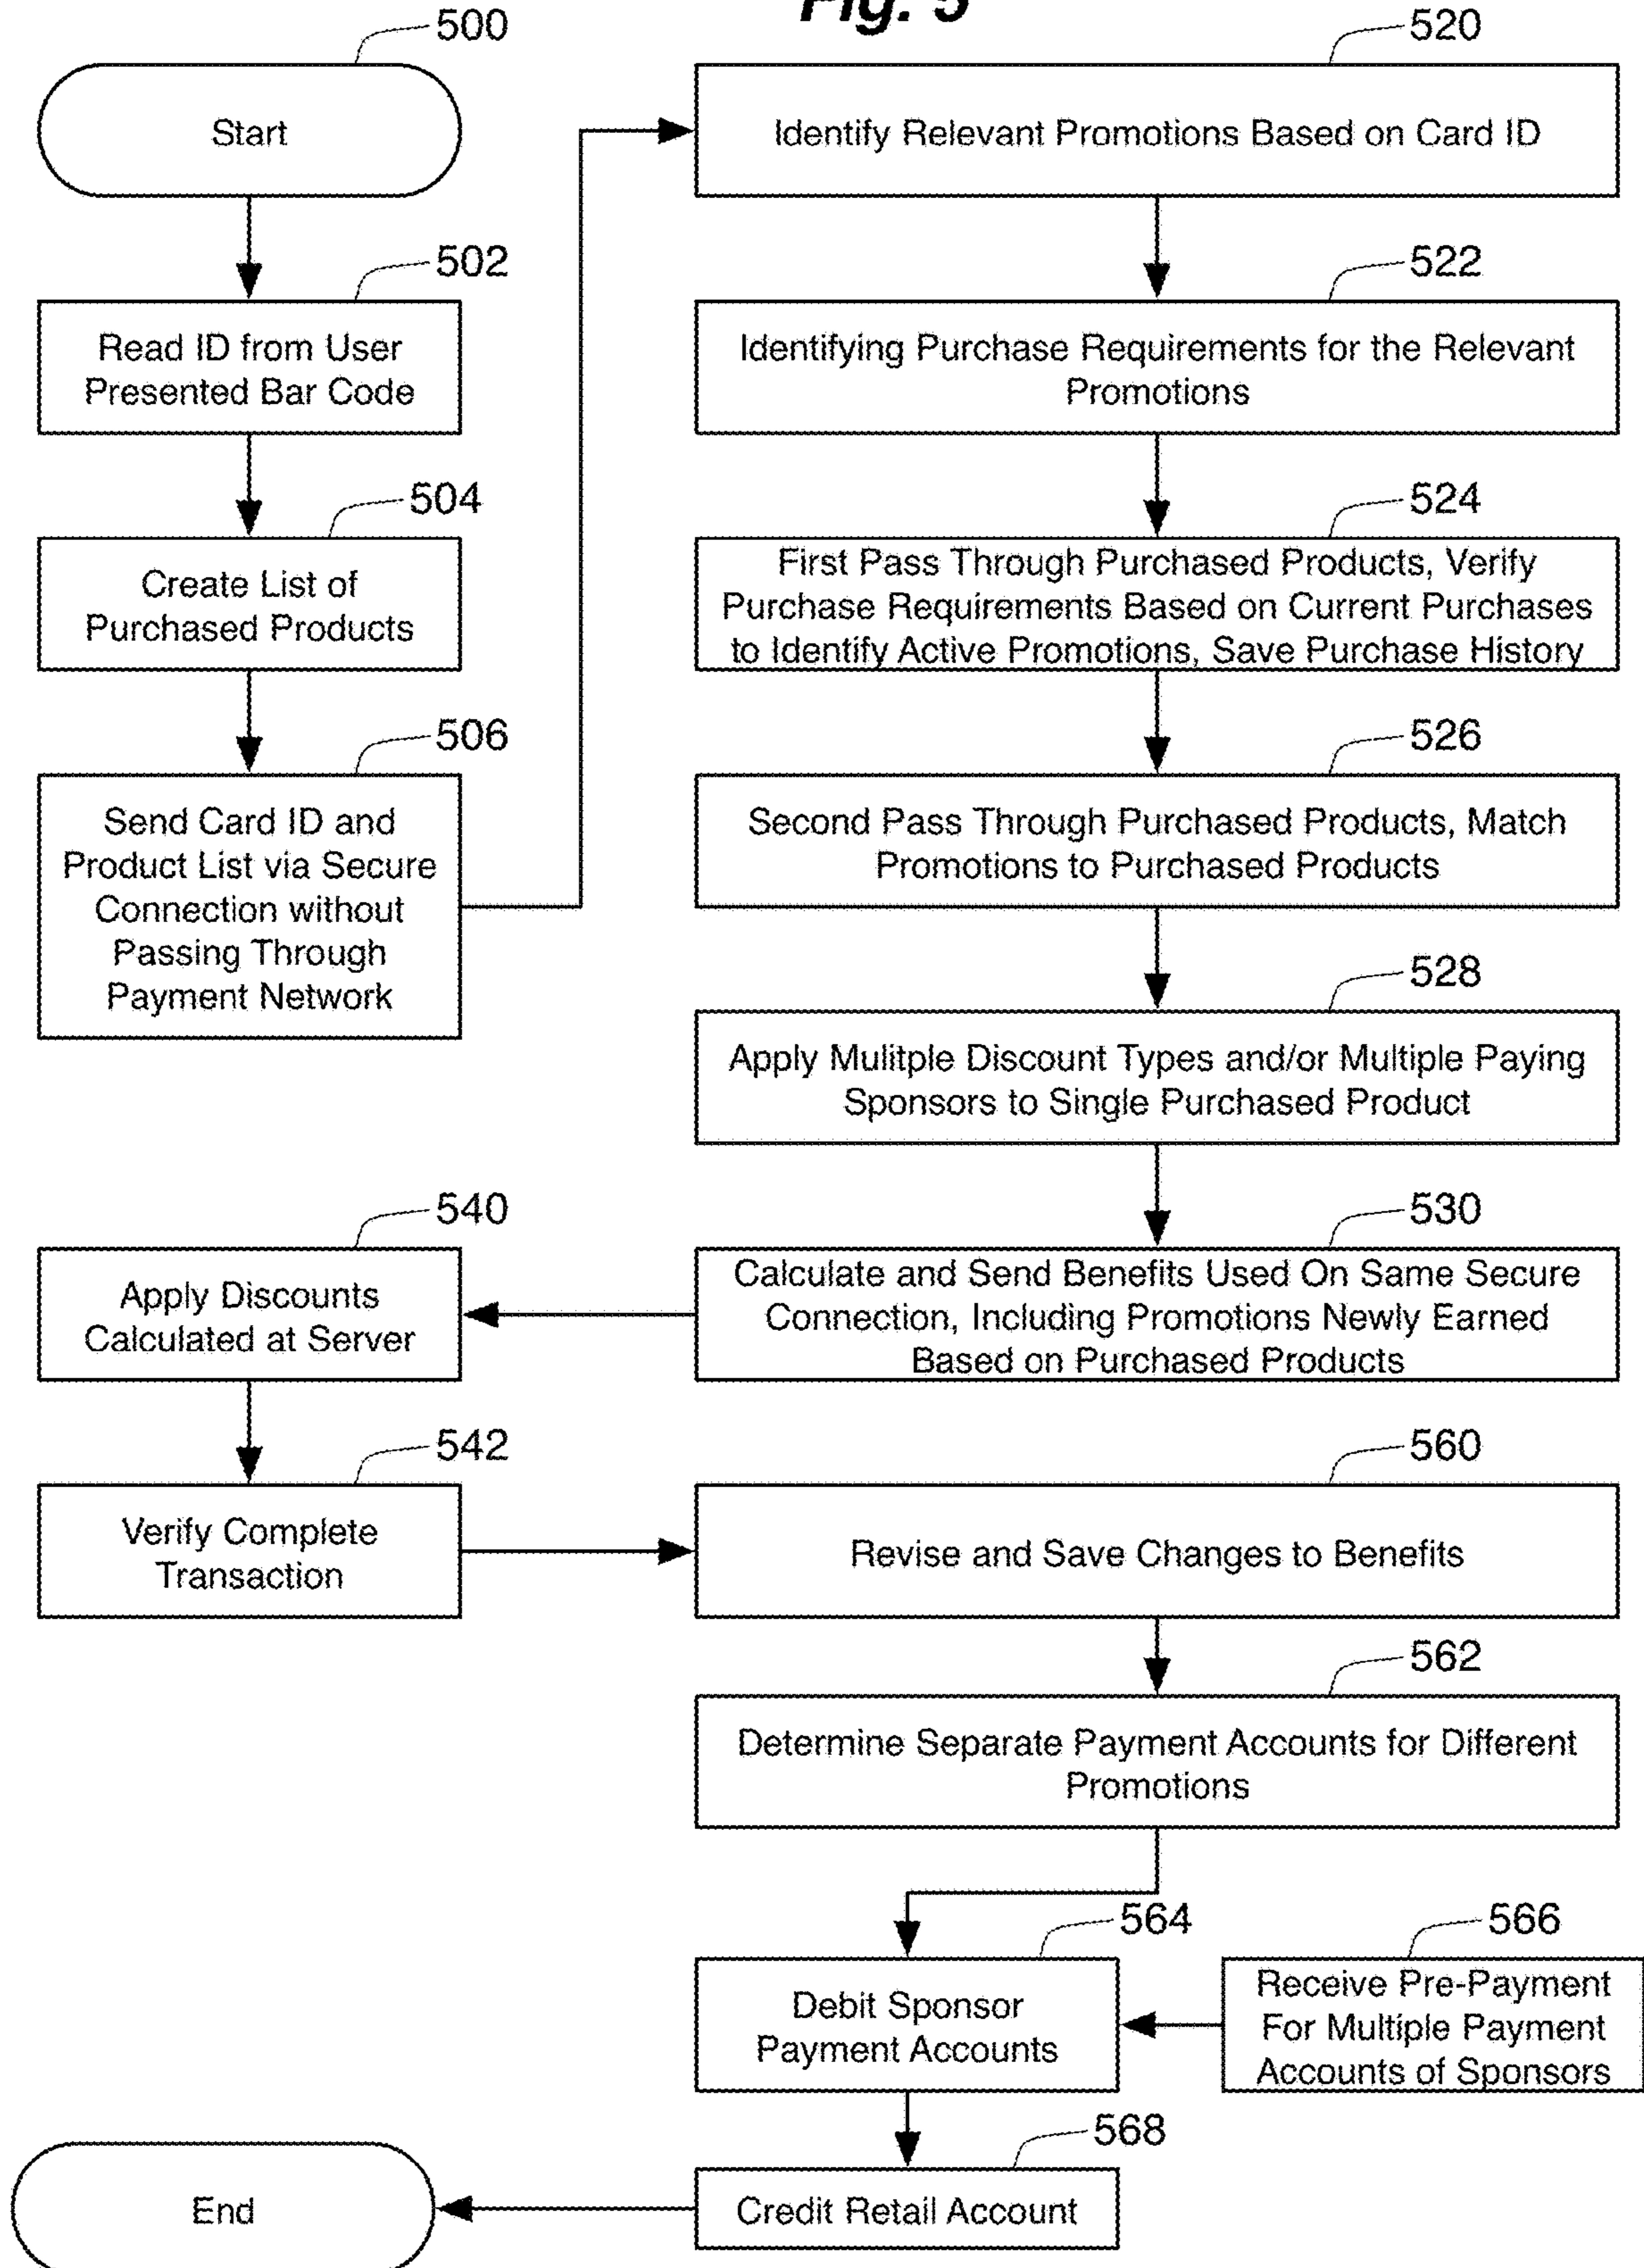 Fig. 5
500
Start
502
Read ID from User
Presented Bar Code
504
Create List of
Purchased Products
506
Send Card ID and
Product List via Secure
Connection without
Passing Through
Payment Network
520
Identify Relevant Promotions Based on Card ID
522
Identifying Purchase Requirements for the Relevant
Promotions
524
First Pass Through Purchased Products, Verify
Purchase Requirements Based on Current Purchases
to Identify Active Promotions, Save Purchase History
526
Second Pass Through Purchased Products, Match
Promotions to Purchased Products
528
Apply Mulitple Discount Types and/or Multiple Paying
Sponsors to Single Purchased Product
530
Calculate and Send Benefits Used On Same Secure
Connection, Including Promotions Newly Earned
Based on Purchased Products
540
Apply Discounts
Calculated at Server
542
Verify Complete
Transaction
560
Revise and Save Changes to Benefits
562
Determine Separate Payment Accounts for Different
Promotions
564
Debit Sponsor
Payment Accounts
566
Receive Pre-Payment
For Multiple Payment
Accounts of Sponsors
568
Credit Retail Account
End